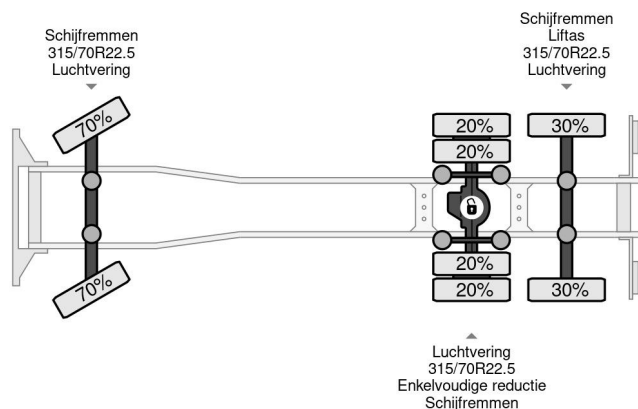 Schijfremmen
315/70R22.5
Luchtvering
Schijfremmen
Liftas
315/70R22.5
Luchtvering
70%
20%
30%
20%
20%
70%
20%
30%
Luchtvering
315/70R22.5
Enkelvoudige reductie
Schijfremmen